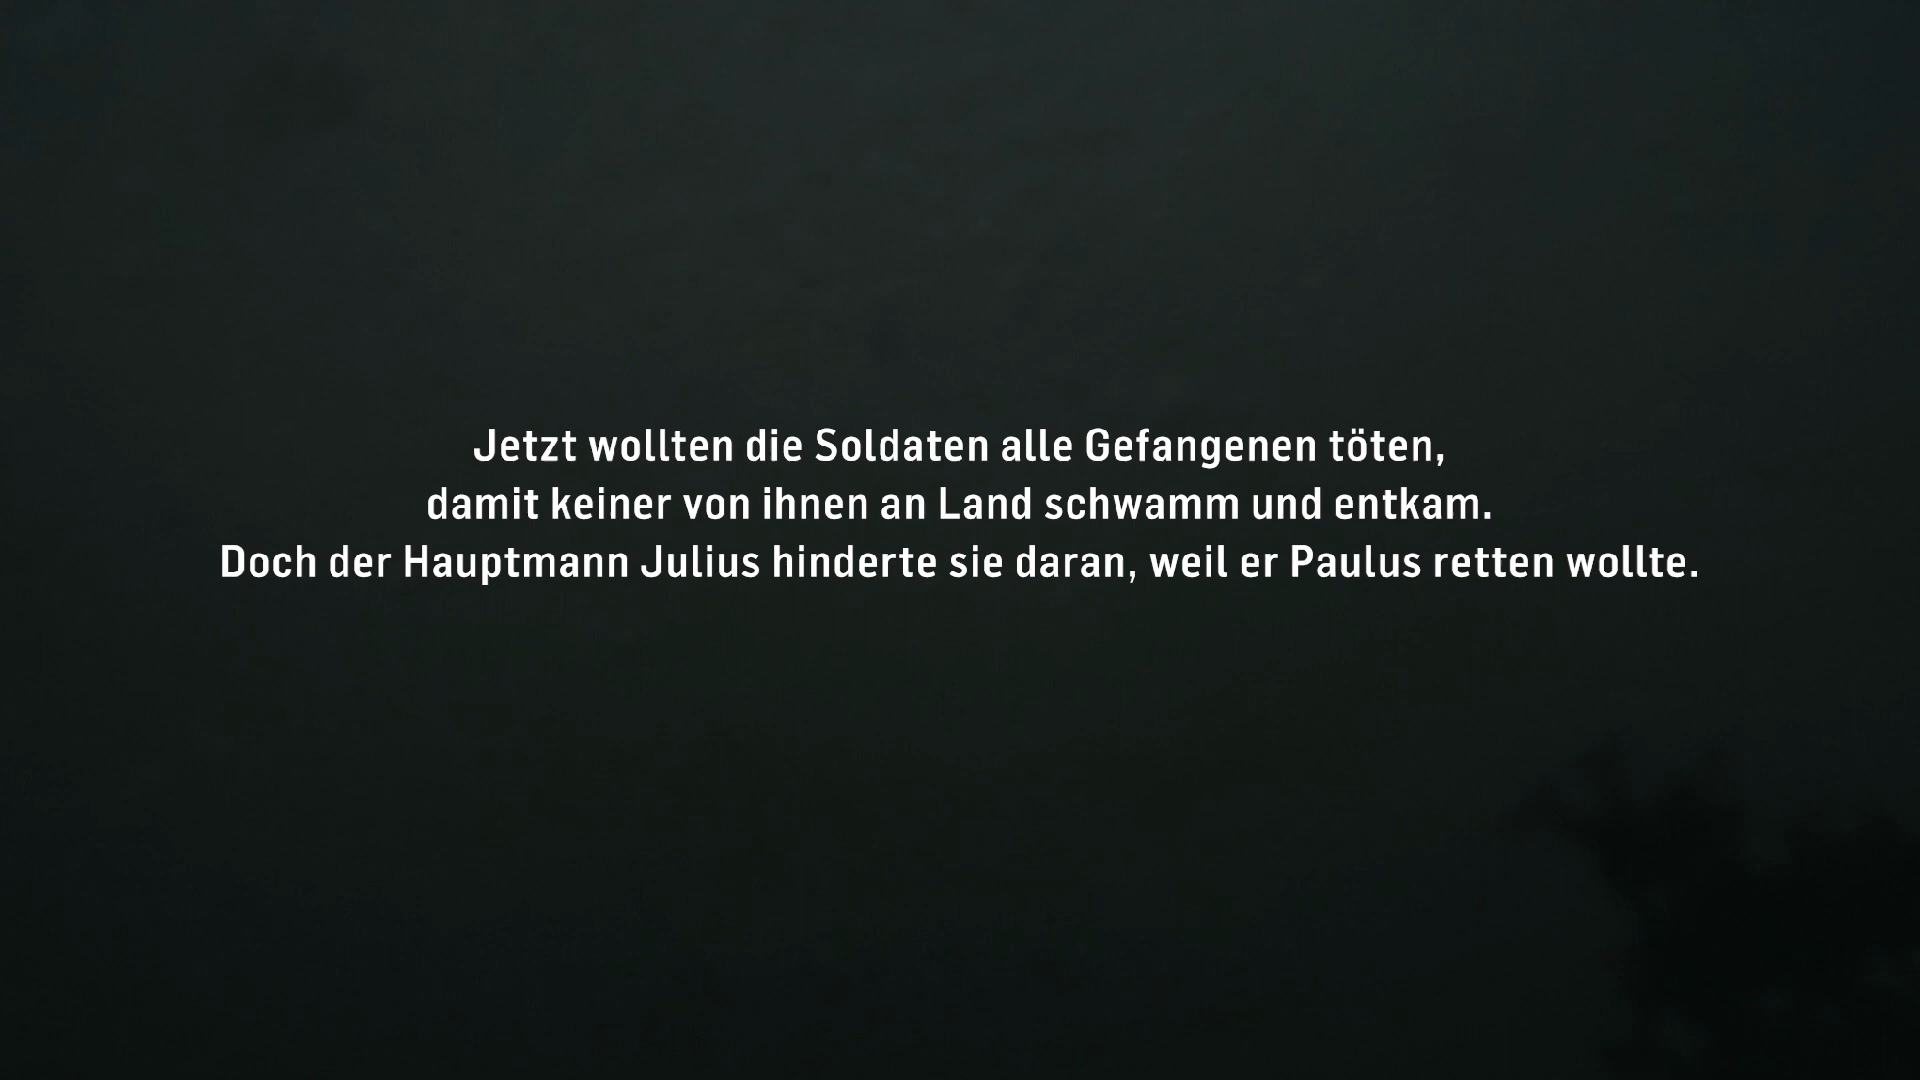 Jetzt wollten die Soldaten alle Gefangenen töten,
damit keiner von ihnen an Land schwamm und entkam.
Doch der Hauptmann Julius hinderte sie daran, weil er Paulus retten wollte.